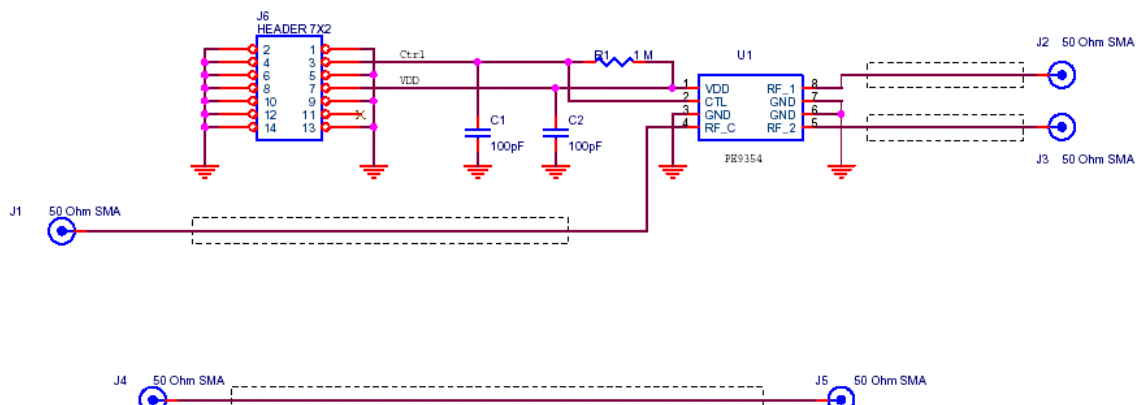 J6
HEADER 7X2
2 1
4 3
6 5
8 7
10 9
12 11
14 13
Ctrl
VDD
R1 1 M
U1
J2 50 Ohm SMA
1 VDD RF_1 8
2 CTL GND 7
3 GND GND 6
4 RF_C RF_2 5
C1
100pF
C2
100pF
PE9354
J3 50 Ohm SMA
J1 50 Ohm SMA
J4 50 Ohm SMA
J5 50 Ohm SMA